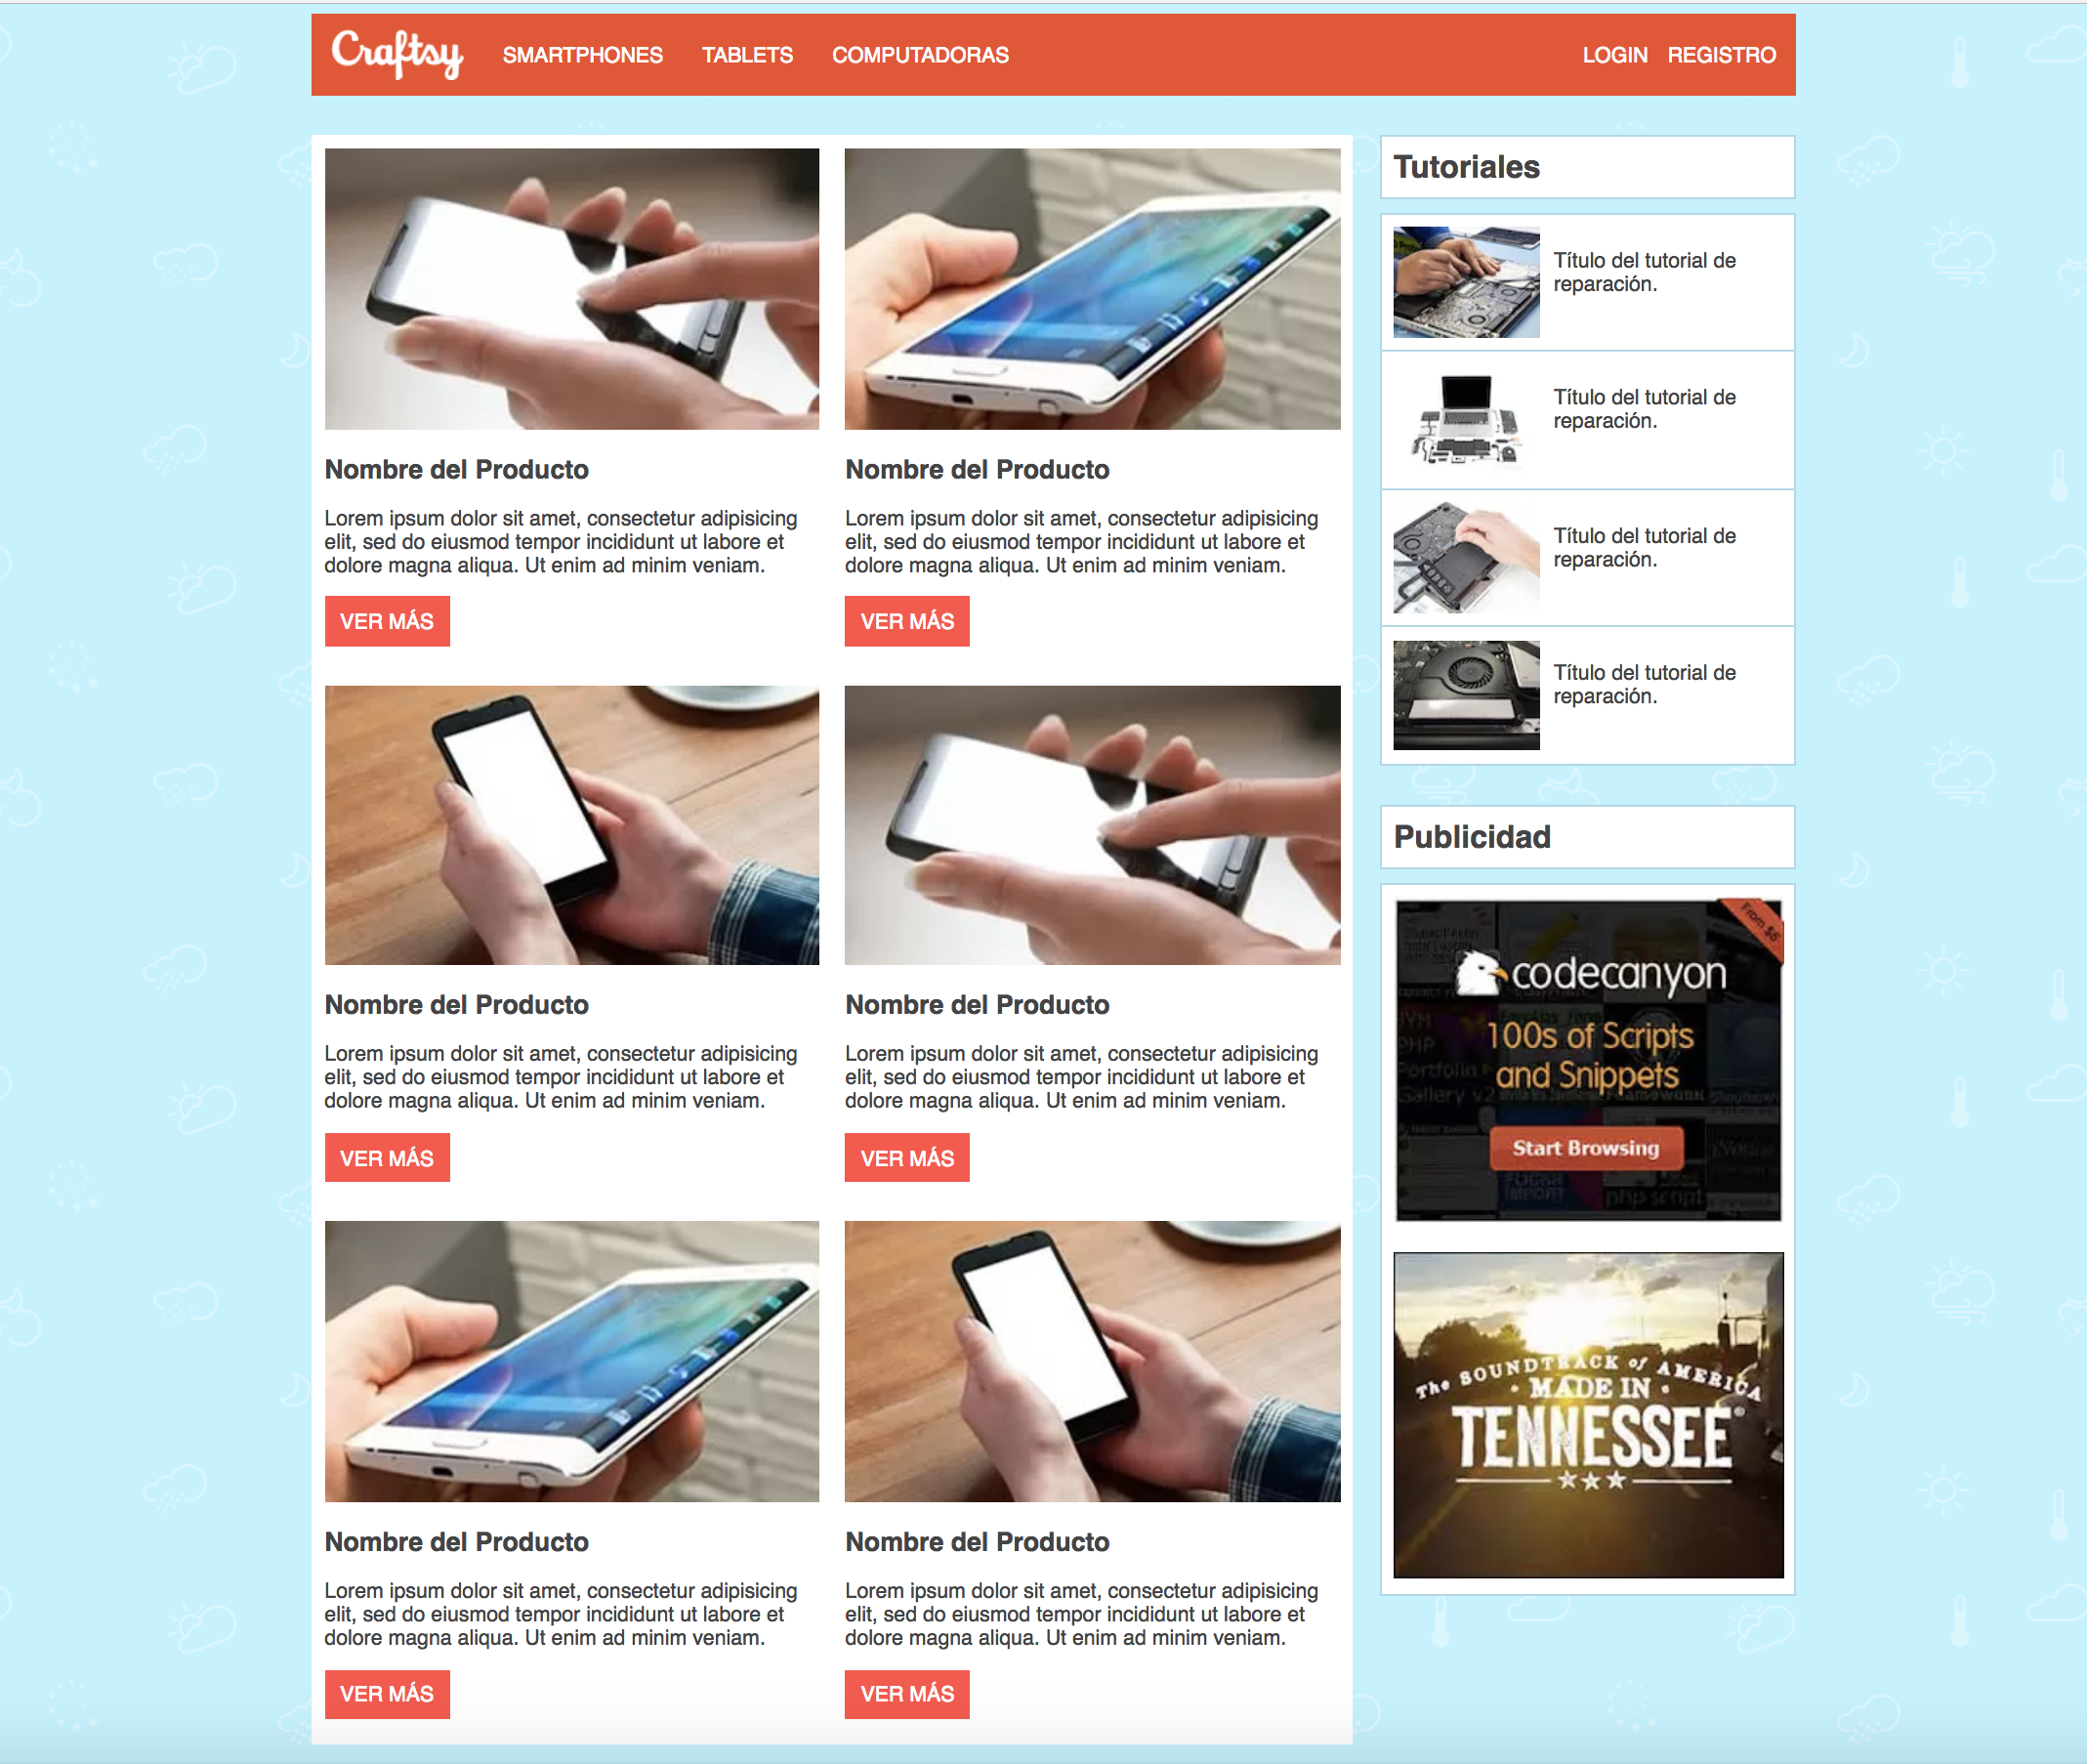 Craftsy SMARTPHONES TABLETS COMPUTADORAS LOGIN REGISTRO
Nombre del Producto
Lorem ipsum dolor sit amet, consectetur adipisicing
elit, sed do eiusmod tempor incididunt ut labore et
dolore magna aliqua. Ut enim ad minim veniam.
VER MÁS
Nombre del Producto
Lorem ipsum dolor sit amet, consectetur adipisicing
elit, sed do eiusmod tempor incididunt ut labore et
dolore magna aliqua. Ut enim ad minim veniam.
VER MÁS
Nombre del Producto
Lorem ipsum dolor sit amet, consectetur adipisicing
elit, sed do eiusmod tempor incididunt ut labore et
dolore magna aliqua. Ut enim ad minim veniam.
VER MÁS
Nombre del Producto
Lorem ipsum dolor sit amet, consectetur adipisicing
elit, sed do eiusmod tempor incididunt ut labore et
dolore magna aliqua. Ut enim ad minim veniam.
VER MÁS
Nombre del Producto
Lorem ipsum dolor sit amet, consectetur adipisicing
elit, sed do eiusmod tempor incididunt ut labore et
dolore magna aliqua. Ut enim ad minim veniam.
VER MÁS
Nombre del Producto
Lorem ipsum dolor sit amet, consectetur adipisicing
elit, sed do eiusmod tempor incididunt ut labore et
dolore magna aliqua. Ut enim ad minim veniam.
VER MÁS
Tutoriales
Título del tutorial de
reparación.
Título del tutorial de
reparación.
Título del tutorial de
reparación.
Título del tutorial de
reparación.
Publicidad
From $5
codecanyon
100s of Scripts
and Snippets
Start Browsing
The SOUNDTRACK of AMERICA
• MADE IN •
TENNESSEE®